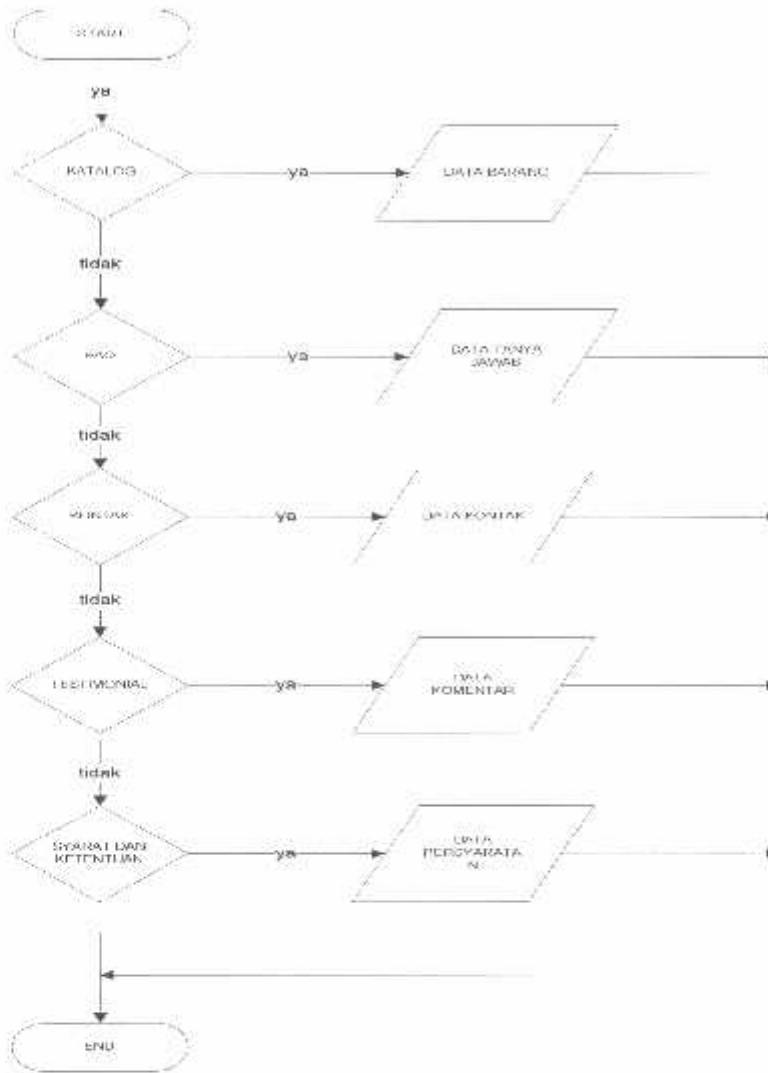 START
ya
KATALOG
ya
DATA BARANG
tidak
ya
DATA TANYA
JAWAB
tidak
ya
DATA KONTAK
tidak
TESTIMONIAL
ya
DATA
KOMENTAR
tidak
SYARAT DAN
KETENTUAN
ya
DATA
PERSYARATA
N
END